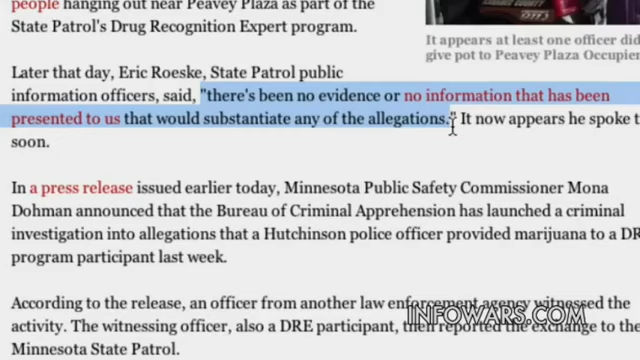 people hanging out near Peavey Plaza as part of the
State Patrol's Drug Recognition Expert program.
It appears at least one officer did
give pot to Peavey Plaza Occupier
Later that day, Eric Roeske, State Patrol public
information officers, said, "there's been no evidence or no information that has been
presented to us that would substantiate any of the allegations." It now appears he spoke t
soon.
In a press release issued earlier today, Minnesota Public Safety Commissioner Mona
Dohman announced that the Bureau of Criminal Apprehension has launched a criminal
investigation into allegations that a Hutchinson police officer provided marijuana to a DR
program participant last week.
According to the release, an officer from another law enforcement agency witnessed the
activity. The witnessing officer, also a DRE participant, then reported the exchange to the
Minnesota State Patrol.
INFOWARS.COM